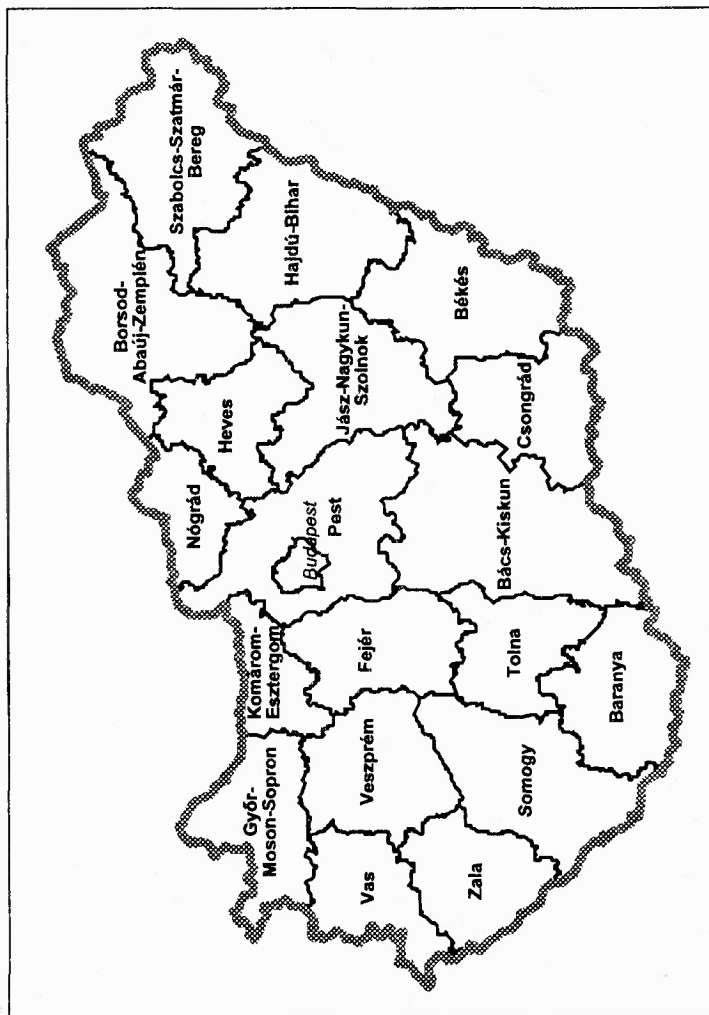 Győr-
Moson-Sopron
Komárom-
Esztergom
Nógrád
Borsod-
Abaúj-Zemplén
Szabolcs-Szatmár-
Bereg
Heves
Vas
Veszprém
Fejér
Budapest
Pest
Jász-Nagykun-
Szolnok
Hajdú-Bihar
Zala
Somogy
Tolna
Bács-Kiskun
Csongrád
Békés
Baranya